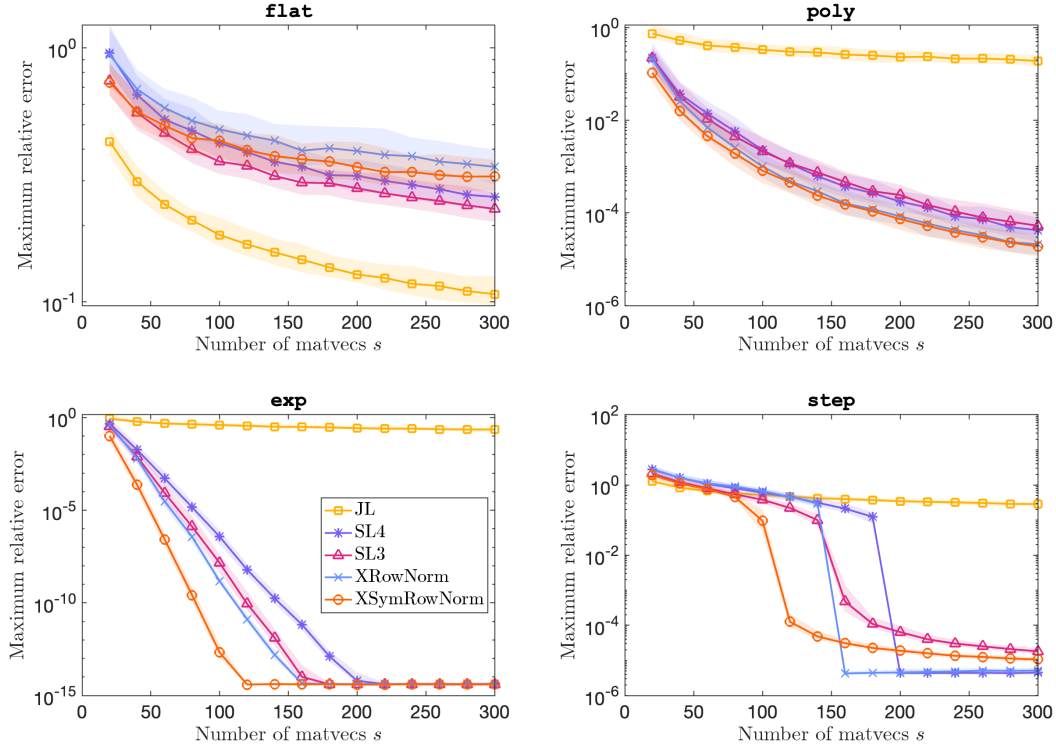 flat
10^0
10^-1
Maximum relative error
0 50 100 150 200 250 300
Number of matvecs s
poly
10^0
10^-2
10^-4
10^-6
Maximum relative error
0 50 100 150 200 250 300
Number of matvecs s
exp
10^0
10^-5
10^-10
10^-15
Maximum relative error
JL
SL4
SL3
XRowNorm
XSymRowNorm
0 50 100 150 200 250 300
Number of matvecs s
step
10^2
10^0
10^-2
10^-4
10^-6
Maximum relative error
0 50 100 150 200 250 300
Number of matvecs s